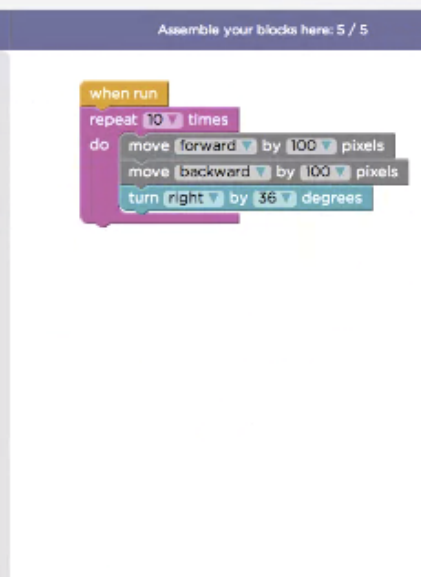 Assemble your blocks here: 5 / 5
when run
repeat 10 times
do move forward by 100 pixels
move backward by 100 pixels
turn right by 36 degrees